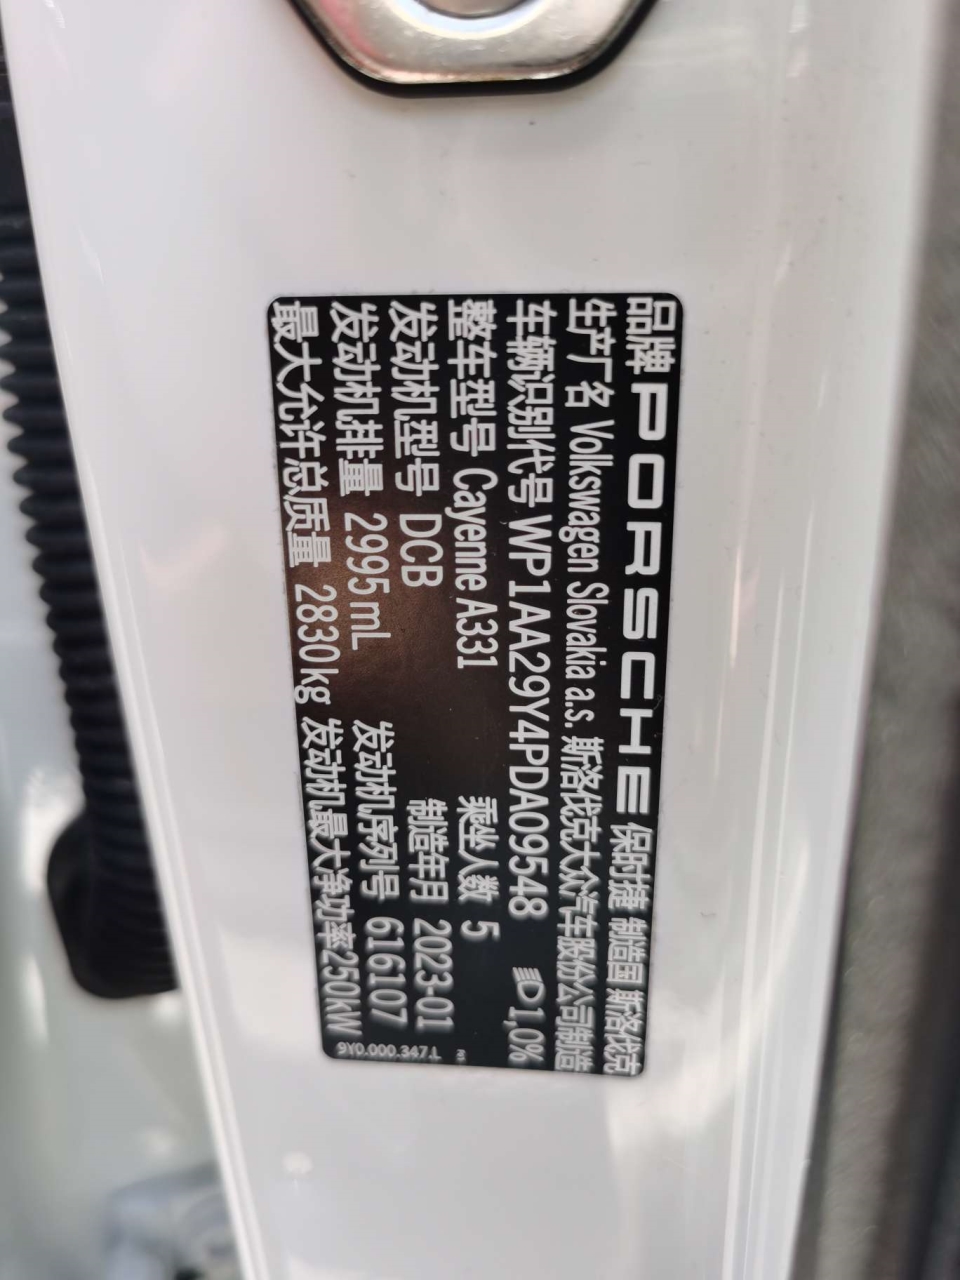 品牌 PORSCHE 保时捷 制造国 斯洛伐克
生产厂名 Volkswagen Slovakia a.s. 斯洛伐克大众汽车股份公司制造
车辆识别代号 WP1AA29Y4PDA09548 1,0%
整车型号 Cayenne A331 乘坐人数 5
发动机型号 DCB 制造年月 2023-01
发动机排量 2995 mL 发动机序列号 616107
最大允许总质量 2830kg 发动机最大净功率250kW
9Y0.000.347.L